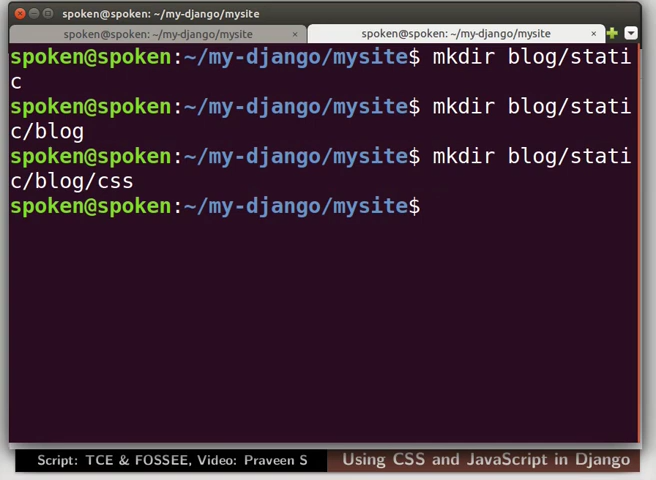 spoken@spoken: ~/my-django/mysite
spoken@spoken: ~/my-django/mysite × spoken@spoken: ~/my-django/mysite ×
spoken@spoken:~/my-django/mysite$ mkdir blog/stati
c
spoken@spoken:~/my-django/mysite$ mkdir blog/stati
c/blog
spoken@spoken:~/my-django/mysite$ mkdir blog/stati
c/blog/css
spoken@spoken:~/my-django/mysite$
Script: TCE & FOSSEE, Video: Praveen S Using CSS and JavaScript in Django